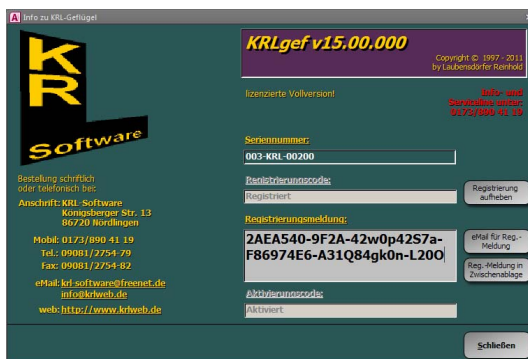 Info zu KRL-Geflügel
KR
Software
KRLgef v15.00.000
Copyright © 1997 - 2011
by Laubensdörfer Reinhold
lizenzierte Vollversion!
Info- und
Serviceline unter:
0173/890 41 19
Seriennummer:
003-KRL-00200
Bestellung schriftlich
oder telefonisch bei:
Anschrift: KRL-Software
Königsberger Str. 13
86720 Nördlingen
Mobil: 0173/890 41 19
Tel.: 09081/2754-79
Fax: 09081/2754-82
eMail: krl-software@freenet.de
info@krlweb.de
web: http://www.krlweb.de
Registrierungscode:
Registriert
Registrierung
aufheben
Registrierungsmeldung:
2AEA540-9F2A-42w0p42S7a-
F86974E6-A31Q84gk0n-L20O
eMail für Reg.-
Meldung
Reg.-Meldung in
Zwischenablage
Aktivierungscode:
Aktiviert
Schließen